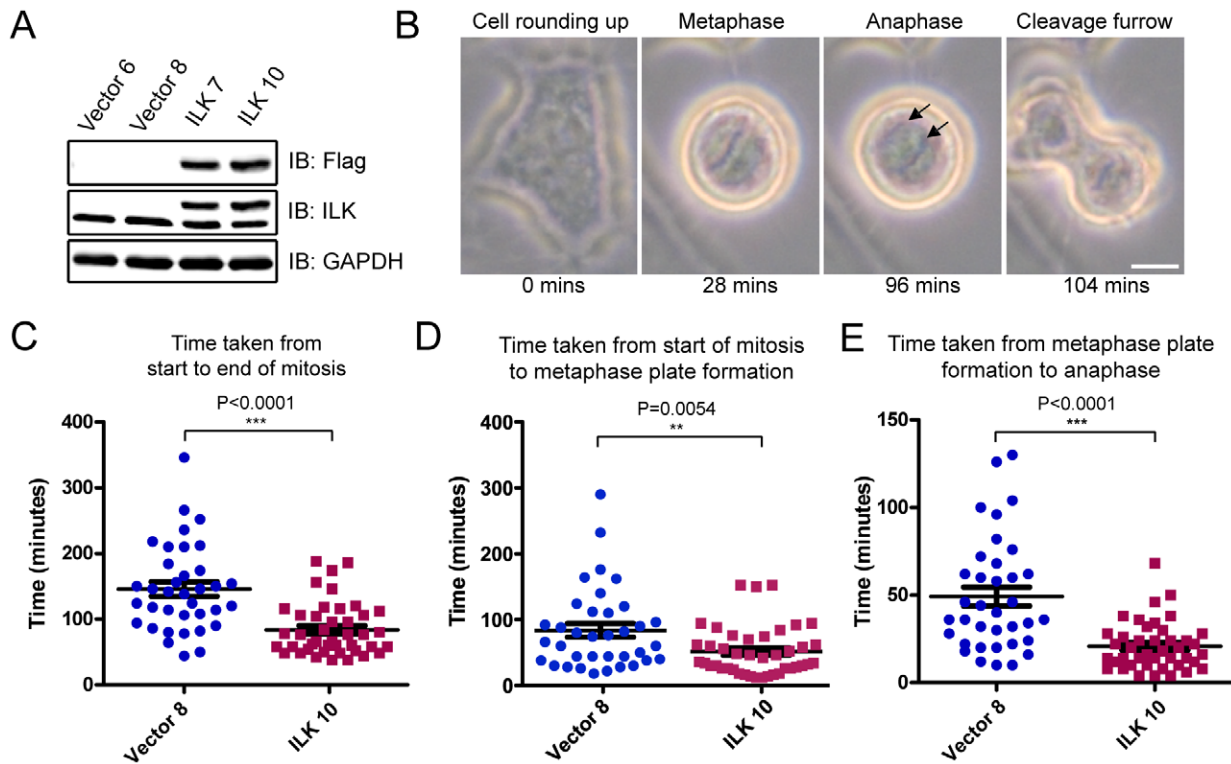 A
Vector 6
Vector 8
ILK 7
ILK 10
IB: Flag
IB: ILK
IB: GAPDH
B
Cell rounding up
Metaphase
Anaphase
Cleavage furrow
0 mins
28 mins
96 mins
104 mins
C
Time taken from
start to end of mitosis
P<0.0001
***
Time (minutes)
400
300
200
100
0
Vector 8
ILK 10
D
Time taken from start of mitosis
to metaphase plate formation
P=0.0054
**
Time (minutes)
400
300
200
100
0
Vector 8
ILK 10
E
Time taken from metaphase plate
formation to anaphase
P<0.0001
***
Time (minutes)
150
100
50
0
Vector 8
ILK 10